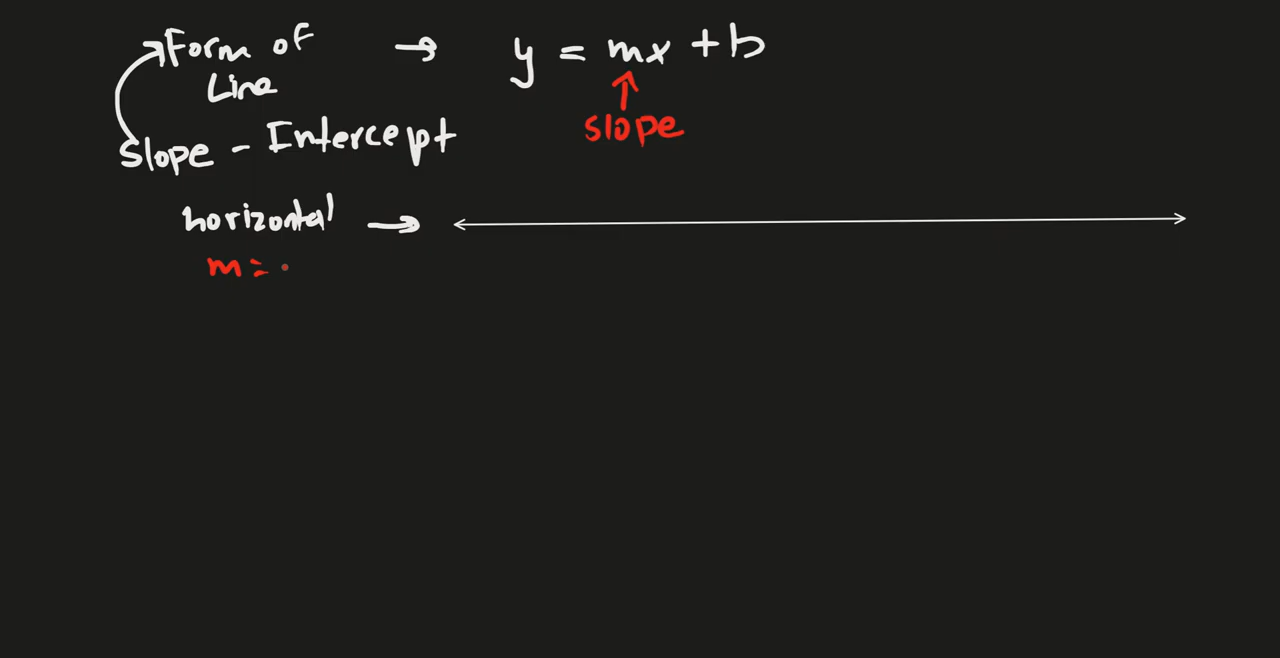 Form of Line → y = mx + b
slope
Slope - Intercept
horizontal →
m =